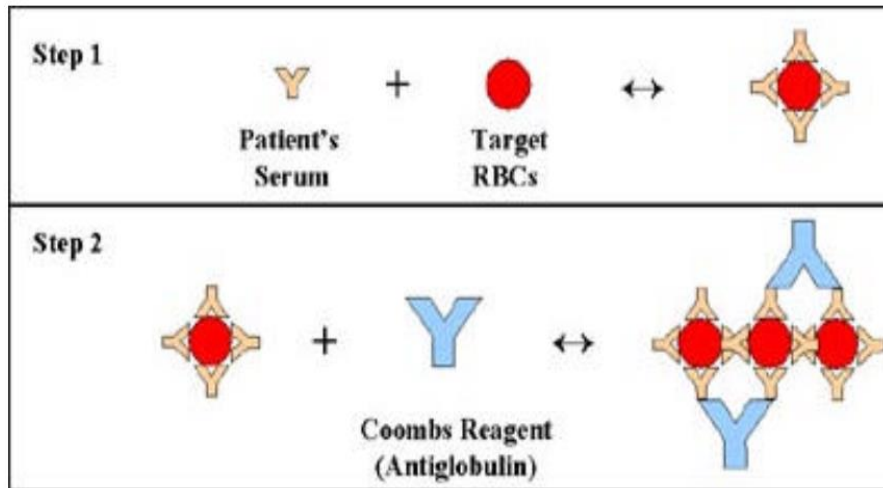 Step 1
+
↔
Patient's
Serum
Target
RBCs
Step 2
+
↔
Coombs Reagent
(Antiglobulin)